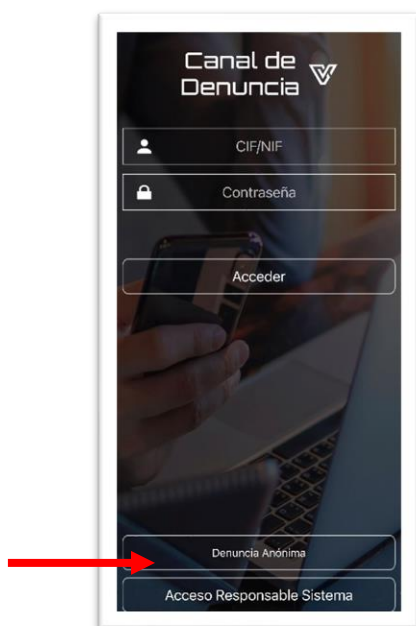 Canal de
Denuncia
CIF/NIF
Contraseña
Acceder
Denuncia Anónima
Acceso Responsable Sistema